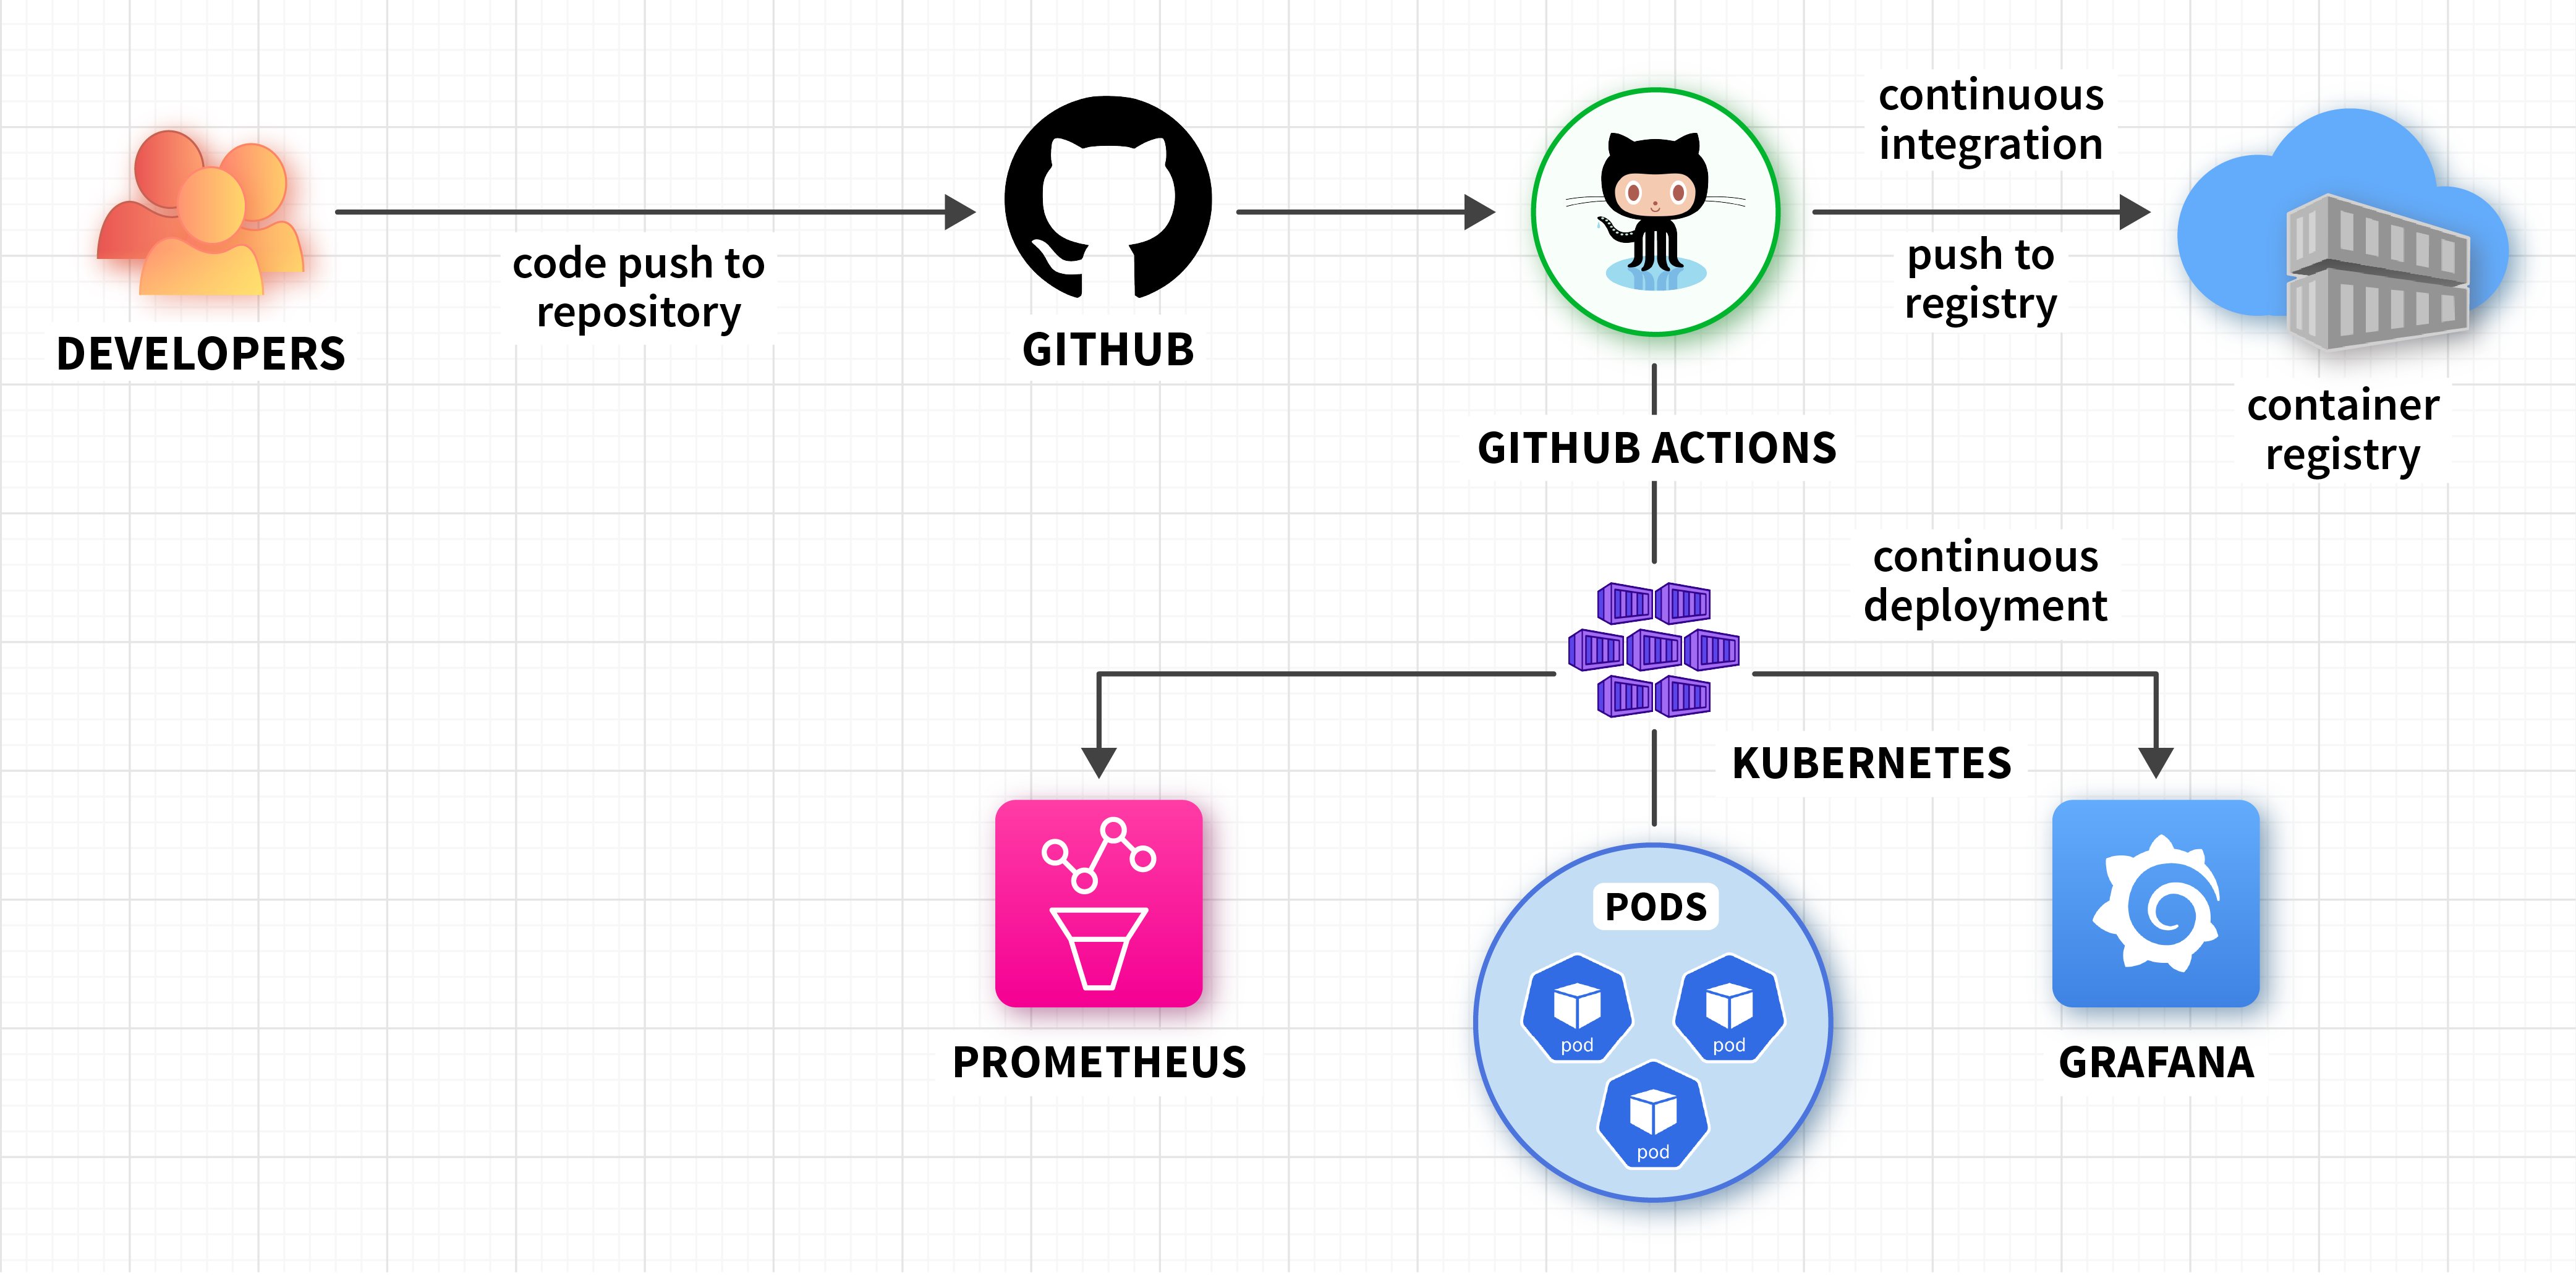 DEVELOPERS
code push to
repository
GITHUB
GITHUB ACTIONS
continuous
integration
push to
registry
container
registry
continuous
deployment
KUBERNETES
PROMETHEUS
PODS
pod
pod
pod
GRAFANA